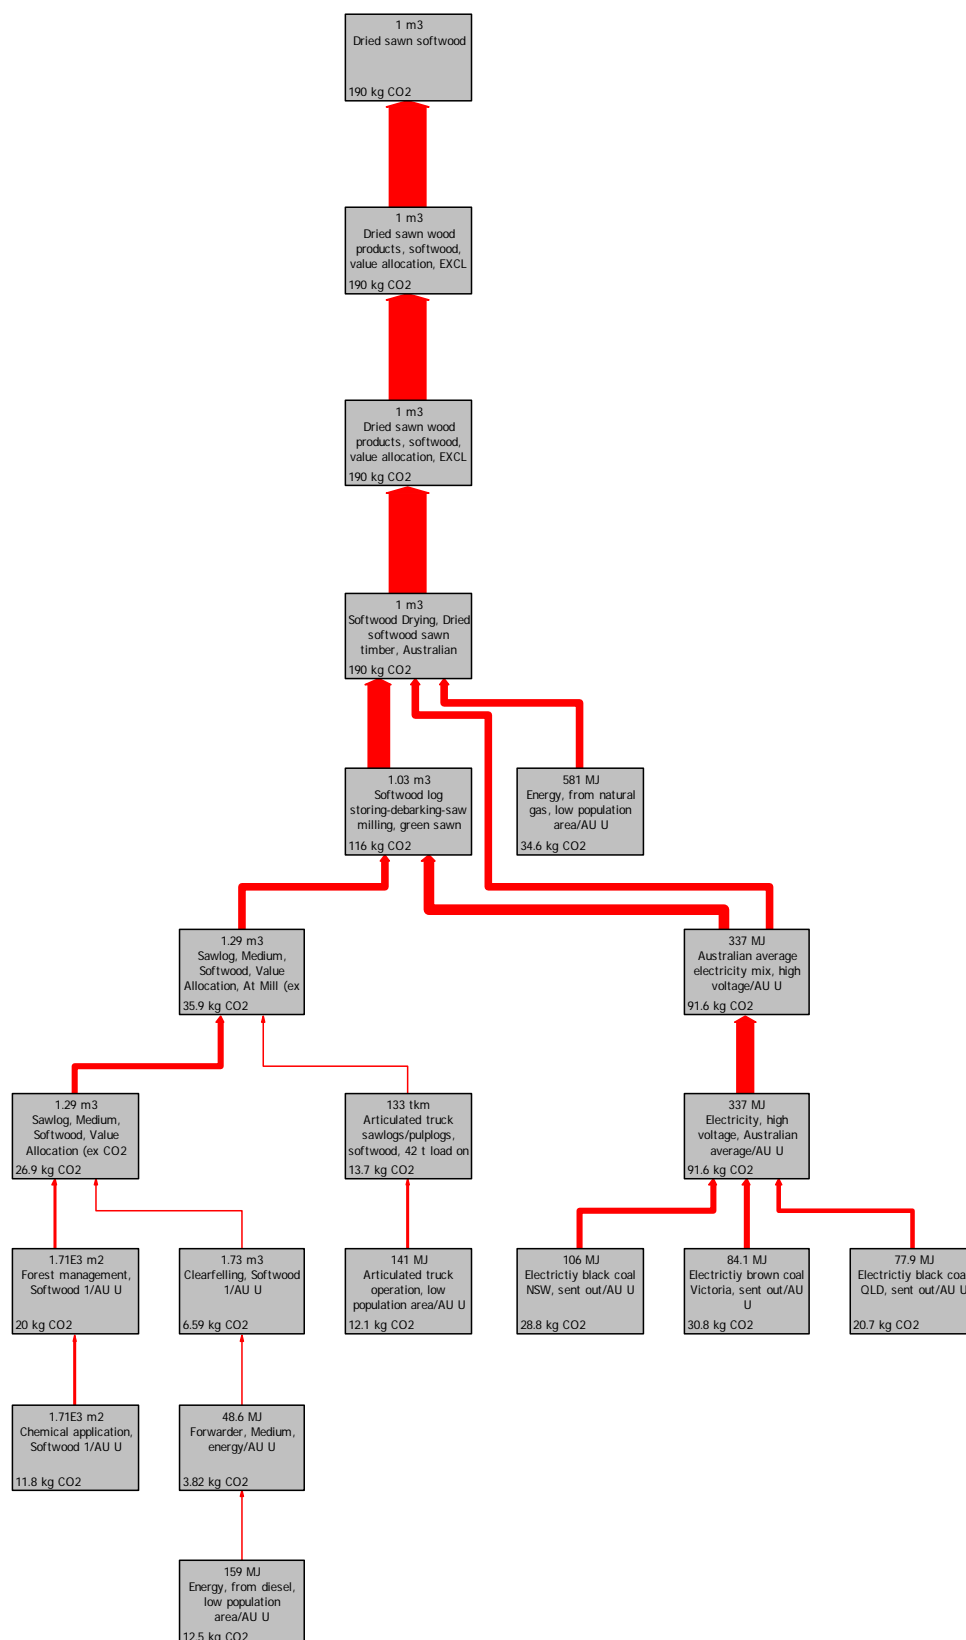 1 m3
Dried sawn softwood
190 kg CO2
1 m3
Dried sawn wood
products, softwood,
value allocation, EXCL
190 kg CO2
1 m3
Dried sawn wood
products, softwood,
value allocation, EXCL
190 kg CO2
1 m3
Softwood Drying, Dried
softwood sawn
timber, Australian
190 kg CO2
1.03 m3
Softwood log
storing-debarking-saw
milling, green sawn
116 kg CO2
581 MJ
Energy, from natural
gas, low population
area/AU U
34.6 kg CO2
1.29 m3
Sawlog, Medium,
Softwood, Value
Allocation, At Mill (ex
35.9 kg CO2
337 MJ
Australian average
electricity mix, high
voltage/AU U
91.6 kg CO2
1.29 m3
Sawlog, Medium,
Softwood, Value
Allocation (ex CO2
26.9 kg CO2
133 tkm
Articulated truck
sawlogs/pulplogs,
softwood, 42 t load on
13.7 kg CO2
337 MJ
Electricity, high
voltage, Australian
average/AU U
91.6 kg CO2
1.71E3 m2
Forest management,
Softwood 1/AU U
20 kg CO2
1.73 m3
Clearfelling, Softwood
1/AU U
6.59 kg CO2
141 MJ
Articulated truck
operation, low
population area/AU U
12.1 kg CO2
106 MJ
Electrictiy black coal
NSW, sent out/AU U
28.8 kg CO2
84.1 MJ
Electrictiy brown coal
Victoria, sent out/AU
U
30.8 kg CO2
77.9 MJ
Electrictiy black coal
QLD, sent out/AU U
20.7 kg CO2
1.71E3 m2
Chemical application,
Softwood 1/AU U
11.8 kg CO2
48.6 MJ
Forwarder, Medium,
energy/AU U
3.82 kg CO2
159 MJ
Energy, from diesel,
low population
area/AU U
12.5 kg CO2